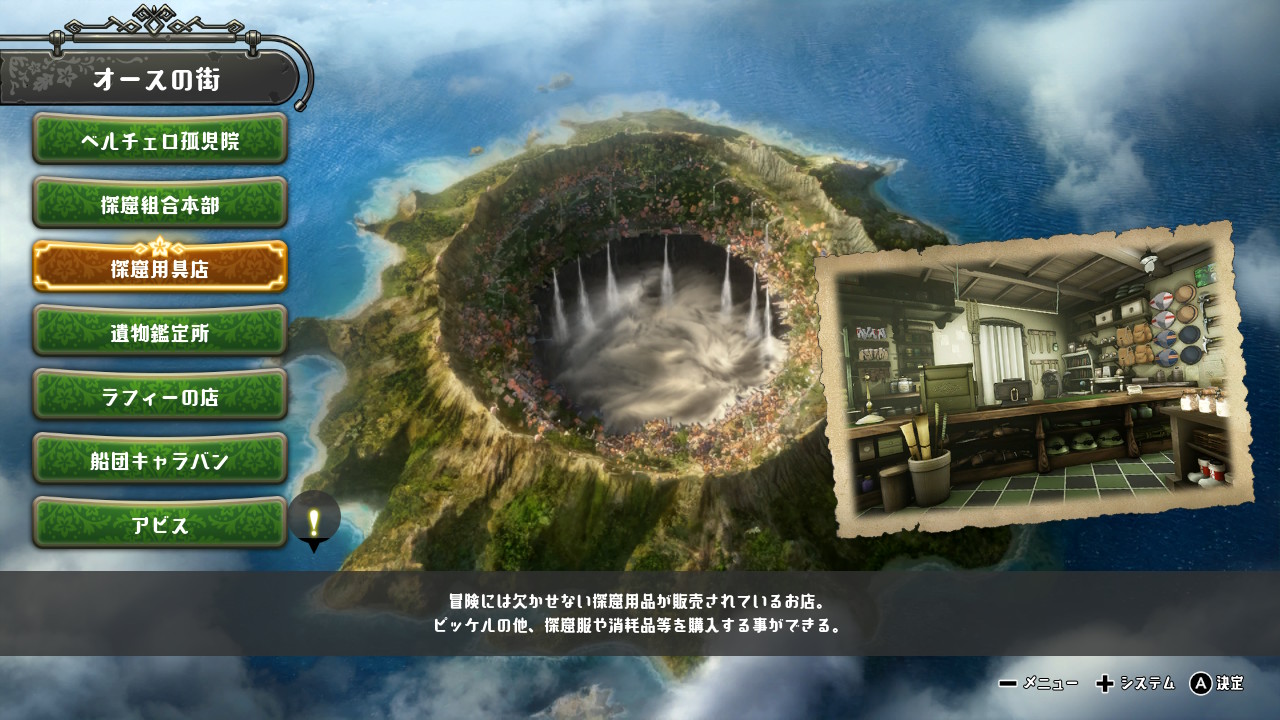 オースの街
ベルチェロ孤児院
探窟組合本部
探窟用具店
遺物鑑定所
ラフィーの店
船団キャラバン
アビス
!
冒険には欠かせない探窟用品が販売されているお店。
ピッケルの他、探窟服や消耗品等を購入する事ができる。
メニュー システム A 決定